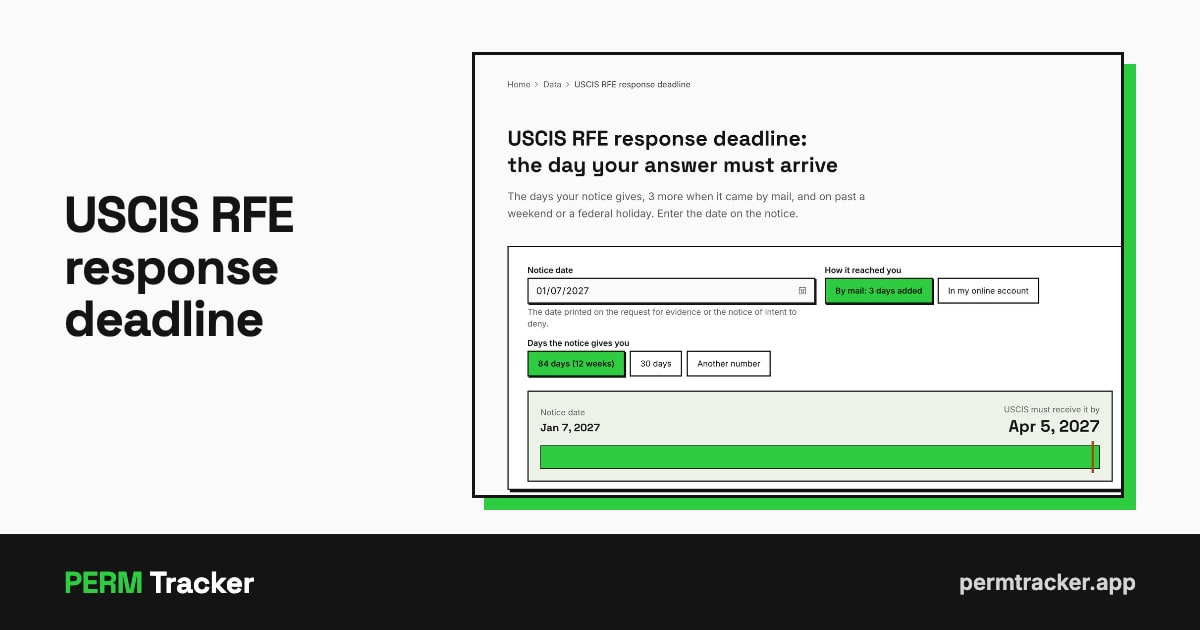 USCIS RFE
response
deadline
Home > Data > USCIS RFE response deadline
USCIS RFE response deadline:
the day your answer must arrive
The days your notice gives, 3 more when it came by mail, and on past a
weekend or a federal holiday. Enter the date on the notice.
Notice date
01/07/2027
The date printed on the request for evidence or the notice of intent to
deny.
How it reached you
By mail: 3 days added
In my online account
Days the notice gives you
84 days (12 weeks)
30 days
Another number
Notice date
Jan 7, 2027
USCIS must receive it by
Apr 5, 2027
PERM Tracker
permtracker.app